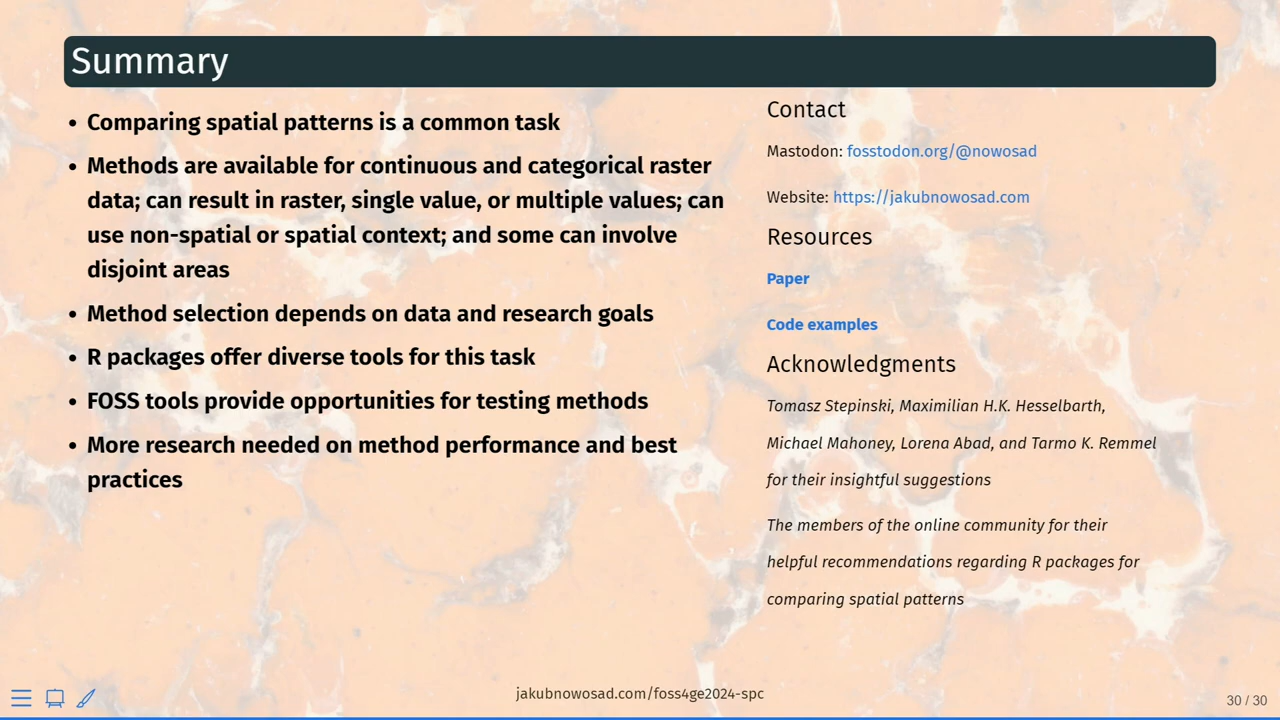 Summary
• Comparing spatial patterns is a common task
• Methods are available for continuous and categorical raster
data; can result in raster, single value, or multiple values; can
use non-spatial or spatial context; and some can involve
disjoint areas
• Method selection depends on data and research goals
• R packages offer diverse tools for this task
• FOSS tools provide opportunities for testing methods
• More research needed on method performance and best
practices
Contact
Mastodon: fosstodon.org/@nowosad
Website: https://jakubnowosad.com
Resources
Paper
Code examples
Acknowledgments
Tomasz Stepinski, Maximilian H.K. Hesselbarth,
Michael Mahoney, Lorena Abad, and Tarmo K. Remmel
for their insightful suggestions
The members of the online community for their
helpful recommendations regarding R packages for
comparing spatial patterns
jakubnowosad.com/foss4ge2024-spc
30 / 30